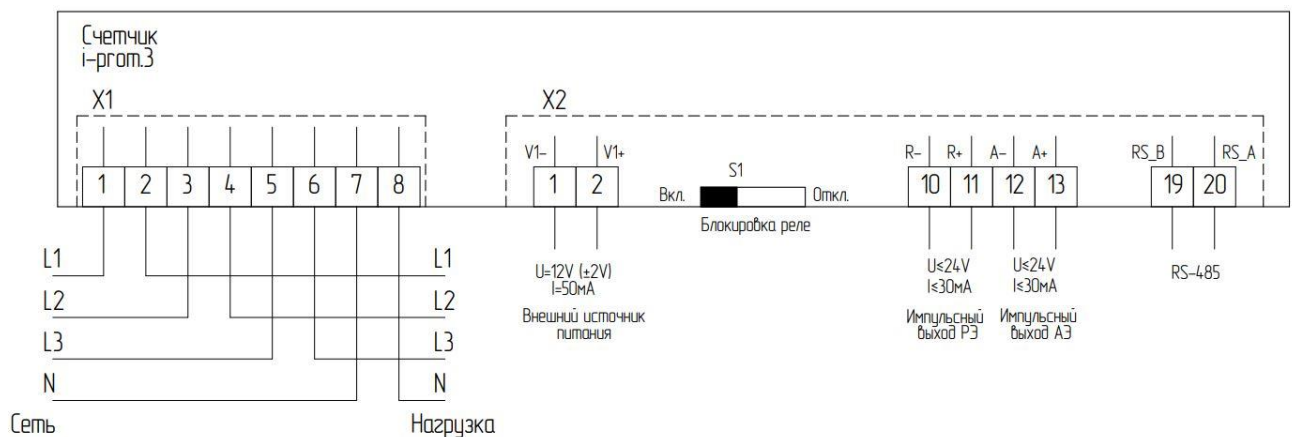 Счетчик
i-prom.3
X1
X2
V1-
V1+
R-
R+
A-
A+
RS_B
RS_A
S1
1
2
3
4
5
6
7
8
1
2
Вкл.
Откл.
10
11
12
13
19
20
Блокировка реле
L1
L1
L2
L2
L3
L3
N
N
U=12V (±2V)
I=50мА
Внешний источник
питания
U≤24V
I≤30мА
Импульсный
выход РЭ
U≤24V
I≤30мА
Импульсный
выход АЭ
RS-485
Сеть
Нагрузка